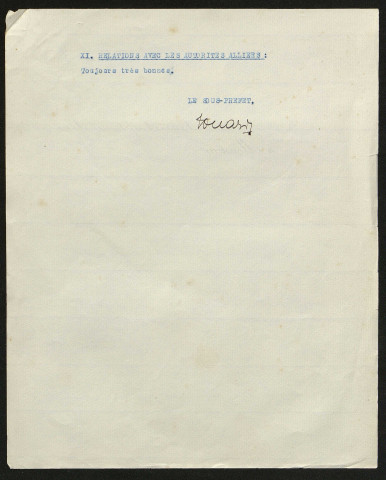 XI. RELATIONS AVEC LES AUTORITES ALLIEES :
Toujours très bonnes.
LE SOUS-PREFET,